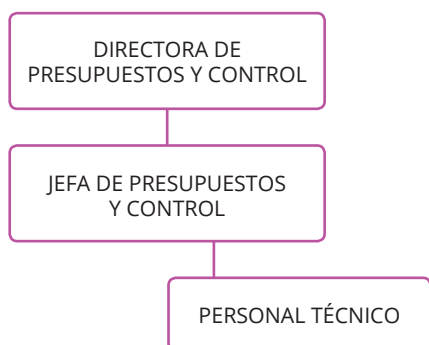 DIRECTORA DE
PRESUPUESTOS Y CONTROL
JEFA DE PRESUPUESTOS
Y CONTROL
PERSONAL TÉCNICO